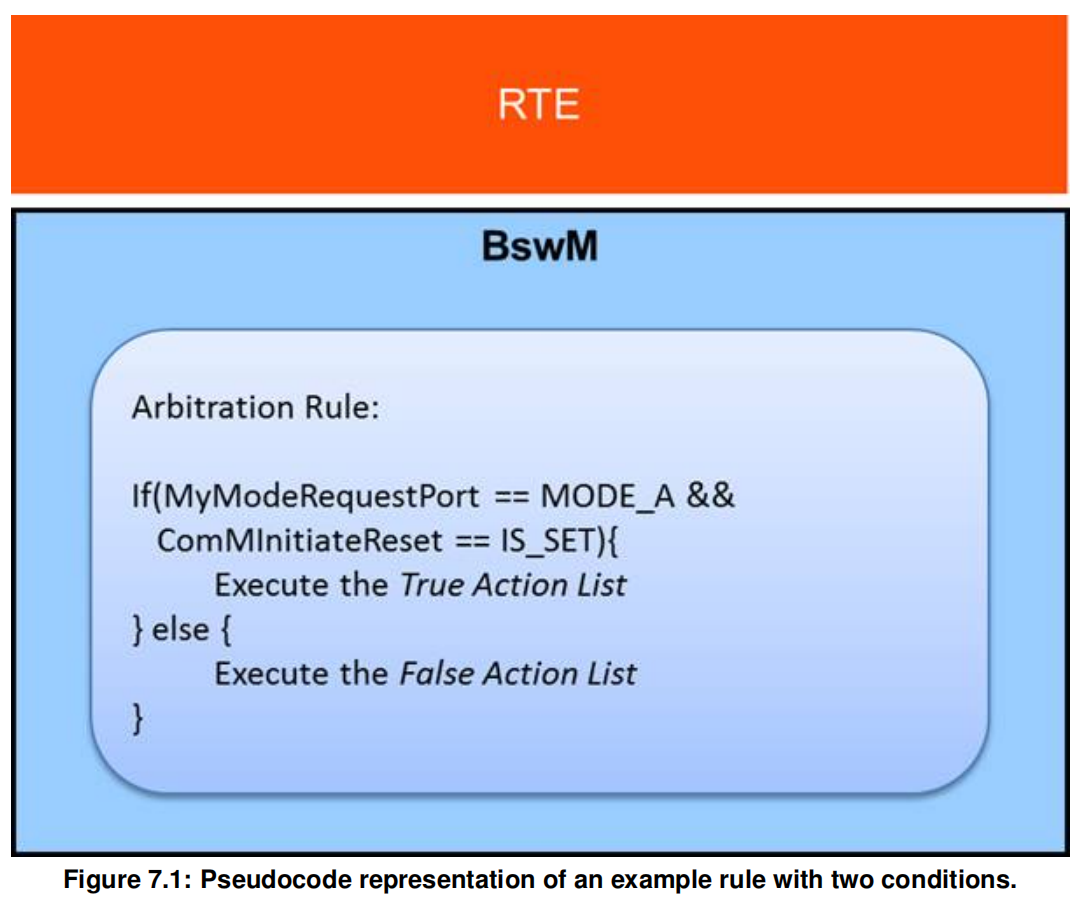 RTE
BswM
Arbitration Rule:
If(MyModeRequestPort == MODE_A &&
ComMInitiateReset == IS_SET){
Execute the True Action List
} else {
Execute the False Action List
}
Figure 7.1: Pseudocode representation of an example rule with two conditions.